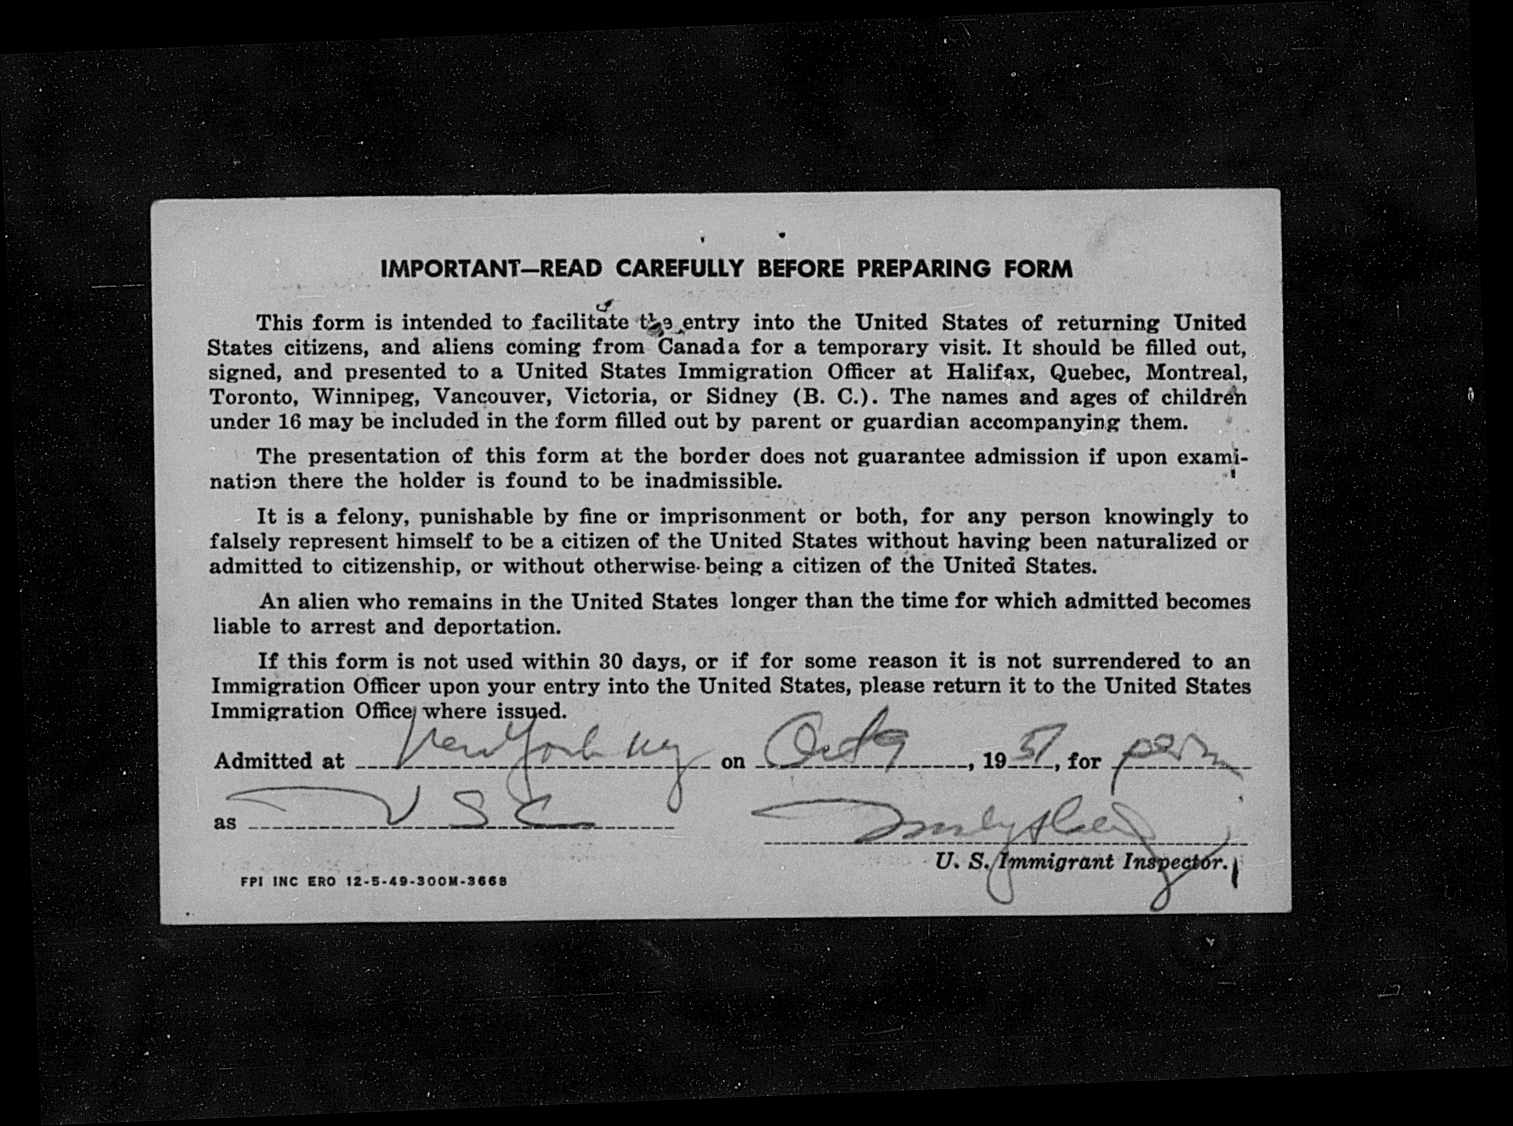 IMPORTANT—READ CAREFULLY BEFORE PREPARING FORM
This form is intended to facilitate the entry into the United States of returning United
States citizens, and aliens coming from Canada for a temporary visit. It should be filled out,
signed, and presented to a United States Immigration Officer at Halifax, Quebec, Montreal,
Toronto, Winnipeg, Vancouver, Victoria, or Sidney (B. C.). The names and ages of children
under 16 may be included in the form filled out by parent or guardian accompanying them.
The presentation of this form at the border does not guarantee admission if upon exami-
nation there the holder is found to be inadmissible.
It is a felony, punishable by fine or imprisonment or both, for any person knowingly to
falsely represent himself to be a citizen of the United States without having been naturalized or
admitted to citizenship, or without otherwise being a citizen of the United States.
An alien who remains in the United States longer than the time for which admitted becomes
liable to arrest and deportation.
If this form is not used within 30 days, or if for some reason it is not surrendered to an
Immigration Officer upon your entry into the United States, please return it to the United States
Immigration Office where issued.
Admitted at New York NY on Oct 9, 1951, for perm
as USC
U. S. Immigrant Inspector.
FPI INC ERO 12-5-49-300M-3668